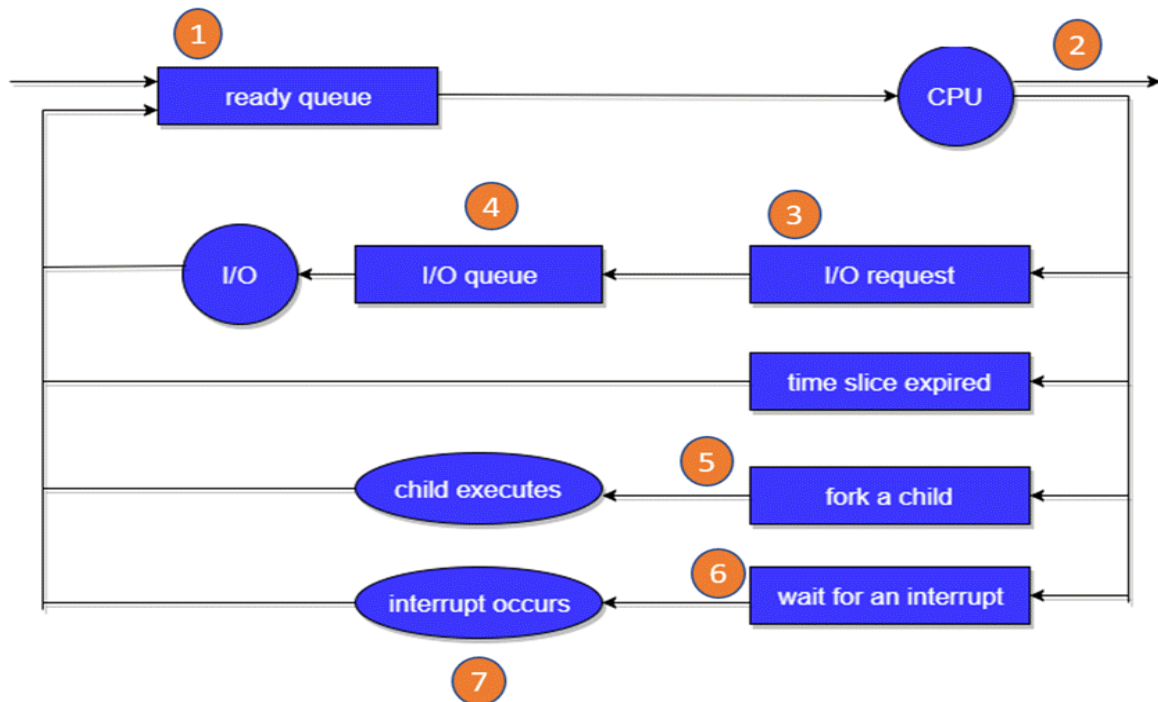 1
2
ready queue
CPU
4
3
I/O
I/O queue
I/O request
time slice expired
5
child executes
fork a child
6
interrupt occurs
wait for an interrupt
7